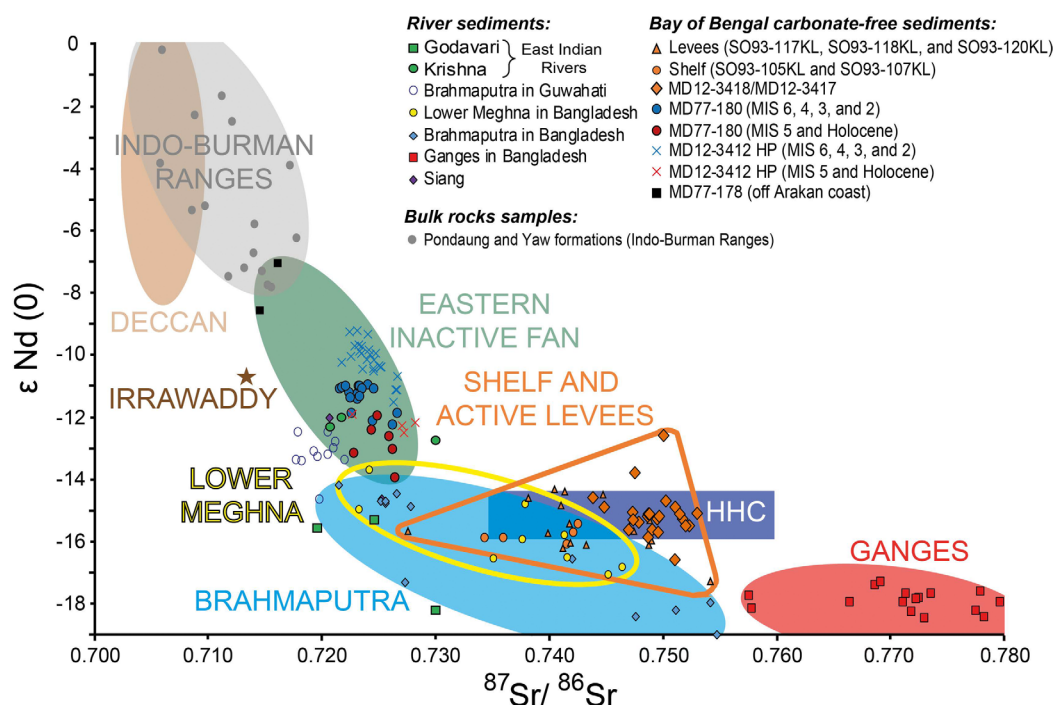 River sediments:
Godavari
Krishna
East Indian
Rivers
Brahmaputra in Guwahati
Lower Meghna in Bangladesh
Brahmaputra in Bangladesh
Ganges in Bangladesh
Siang
Bulk rocks samples:
Pondaung and Yaw formations (Indo-Burman Ranges)
Bay of Bengal carbonate-free sediments:
Levees (SO93-117KL, SO93-118KL, and SO93-120KL)
Shelf (SO93-105KL and SO93-107KL)
MD12-3418/MD12-3417
MD77-180 (MIS 6, 4, 3, and 2)
MD77-180 (MIS 5 and Holocene)
MD12-3412 HP (MIS 6, 4, 3, and 2)
MD12-3412 HP (MIS 5 and Holocene)
MD77-178 (off Arakan coast)
INDO-BURMAN
RANGES
DECCAN
EASTERN
INACTIVE FAN
IRRAWADDY
SHELF AND
ACTIVE LEVEES
LOWER
MEGHNA
HHC
GANGES
BRAHMAPUTRA
ε Nd (0)
0
-2
-4
-6
-8
-10
-12
-14
-16
-18
0.700
0.710
0.720
0.730
0.740
0.750
0.760
0.770
0.780
87Sr/ 86Sr